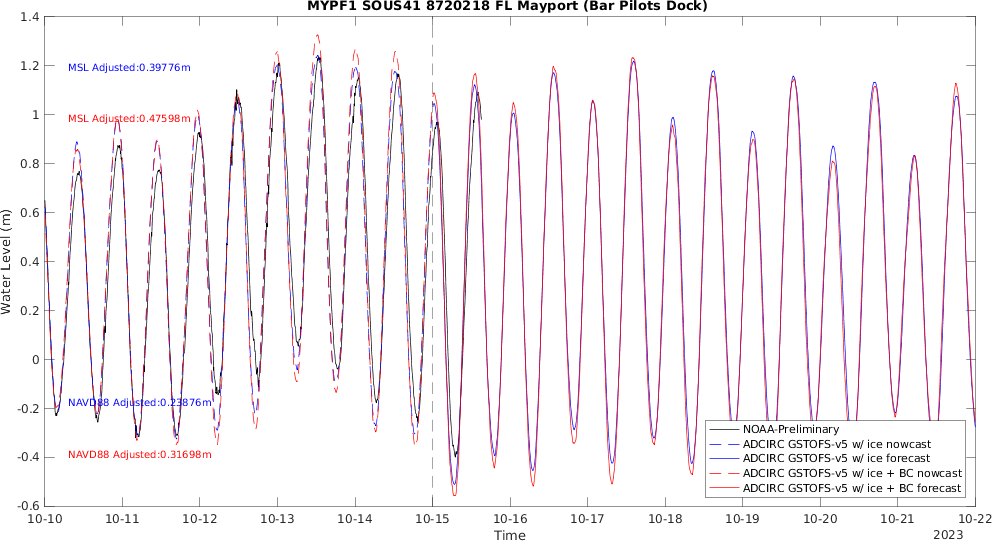 MYPF1 SOUS41 8720218 FL Mayport (Bar Pilots Dock)
1.4
1.2
1
0.8
0.6
0.4
0.2
0
-0.2
-0.4
-0.6
Water Level (m)
MSL Adjusted:0.39776m
MSL Adjusted:0.47598m
NAVD88 Adjusted:0.23876m
NAVD88 Adjusted:0.31698m
NOAA-Preliminary
ADCIRC GSTOFS-v5 w/ ice nowcast
ADCIRC GSTOFS-v5 w/ ice forecast
ADCIRC GSTOFS-v5 w/ ice + BC nowcast
ADCIRC GSTOFS-v5 w/ ice + BC forecast
10-10 10-11 10-12 10-13 10-14 10-15 10-16 10-17 10-18 10-19 10-20 10-21 10-22
Time
2023